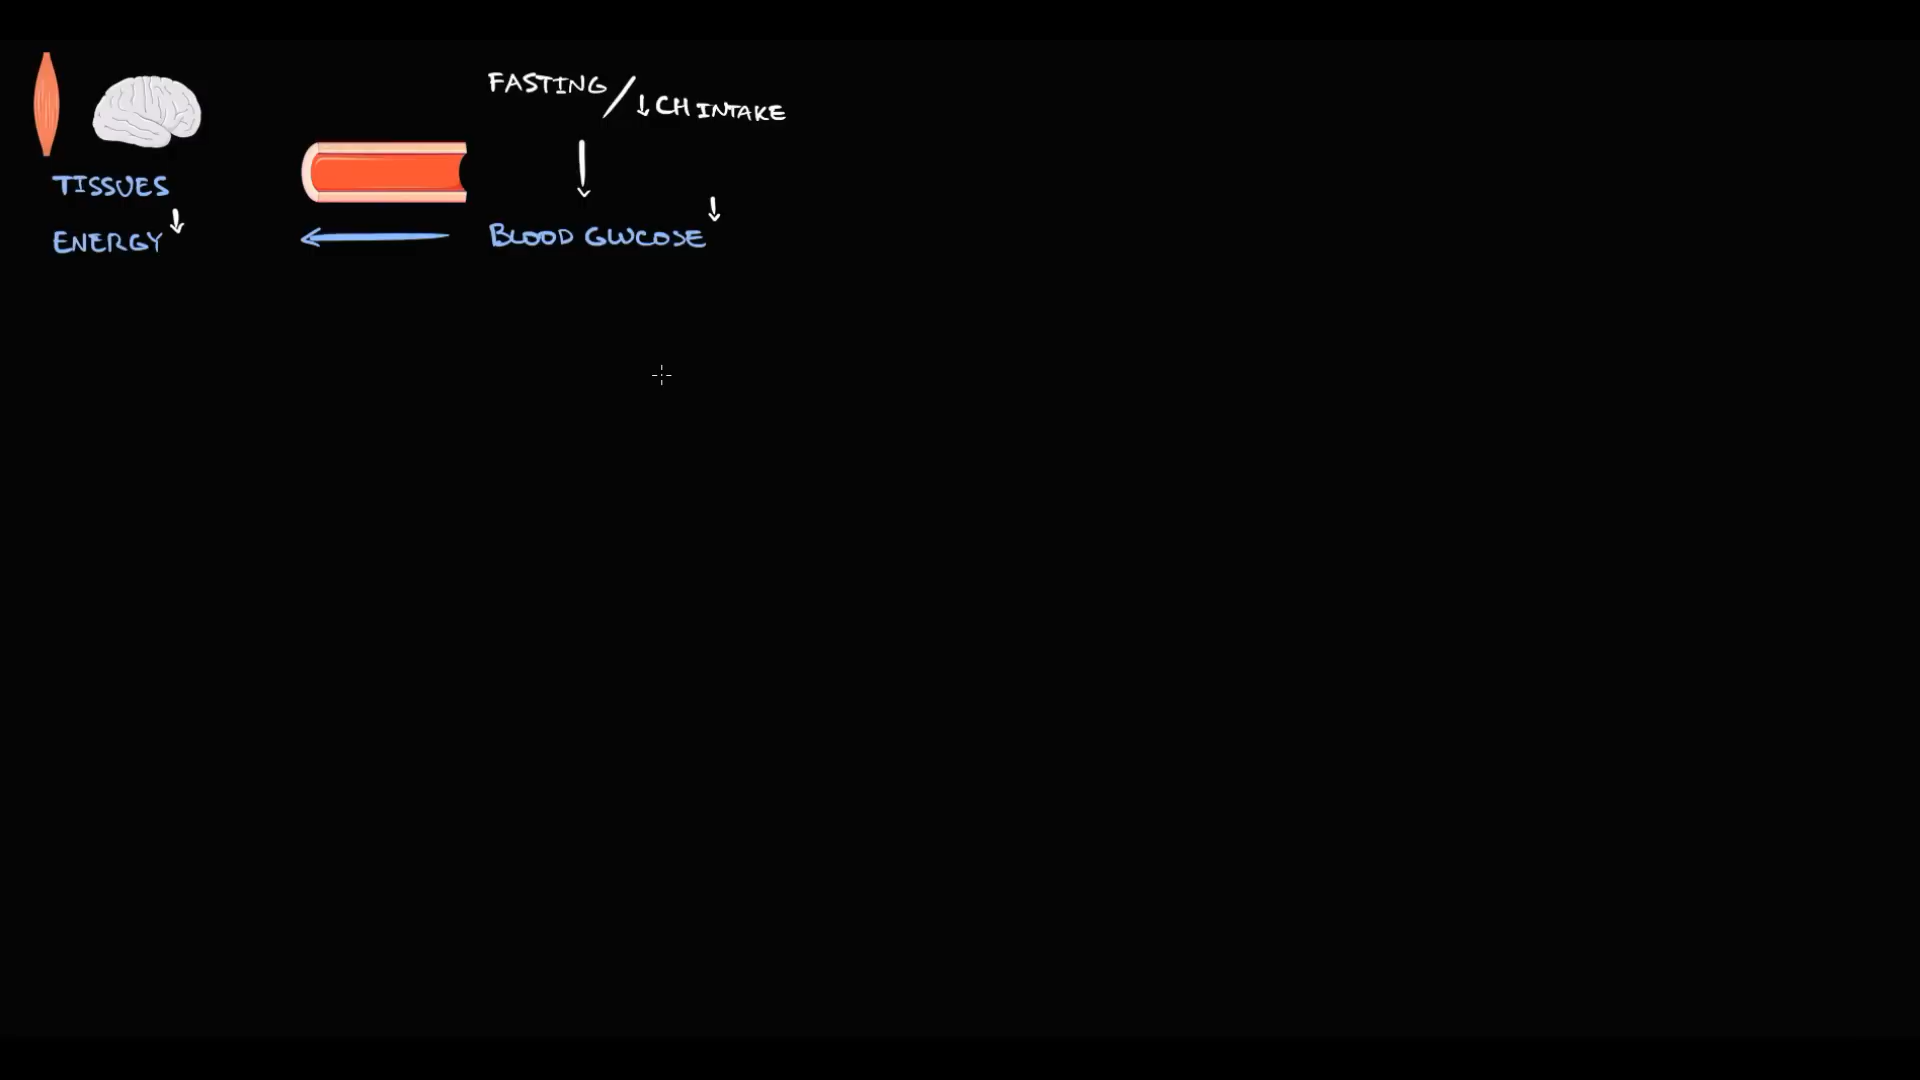 FASTING / ↓ CH INTAKE
TISSUES
ENERGY ↓
BLOOD GLUCOSE ↓